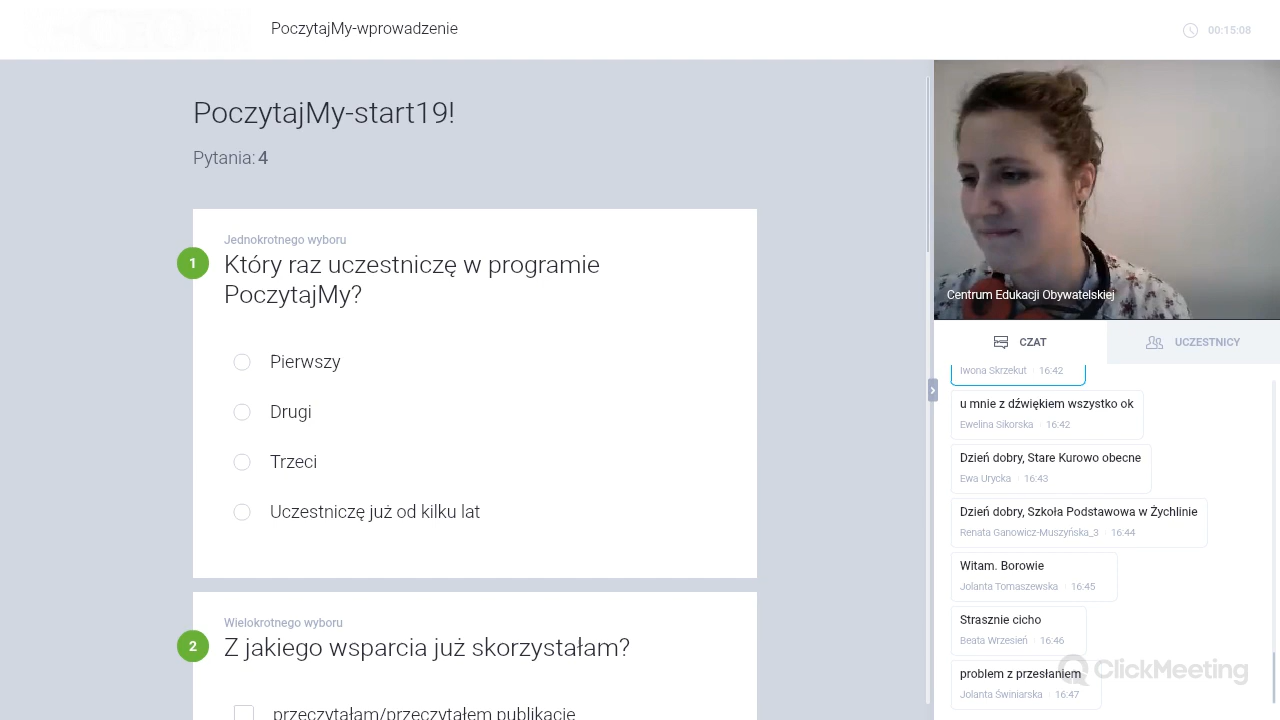 PoczytajMy-wprowadzenie
00:15:08
PoczytajMy-start19!
Pytania: 4
Jednokrotnego wyboru
1
Który raz uczestniczę w programie
PoczytajMy?
Pierwszy
Drugi
Trzeci
Uczestniczę już od kilku lat
Wielokrotnego wyboru
2
Z jakiego wsparcia już skorzystałam?
przeczytałam/przeczytałem publikacje
Centrum Edukacji Obywatelskiej
CZAT
UCZESTNICY
Iwona Skrzekut 16:42
u mnie z dźwiękiem wszystko ok
Ewelina Sikorska 16:42
Dzień dobry, Stare Kurowo obecne
Ewa Urycka 16:43
Dzień dobry, Szkoła Podstawowa w Żychlinie
Renata Ganowicz-Muszyńska_3 16:44
Witam. Borowie
Jolanta Tomaszewska 16:45
Strasznie cicho
Beata Wrzesień 16:46
problem z przesłaniem
Jolanta Świniarska 16:47
ClickMeeting